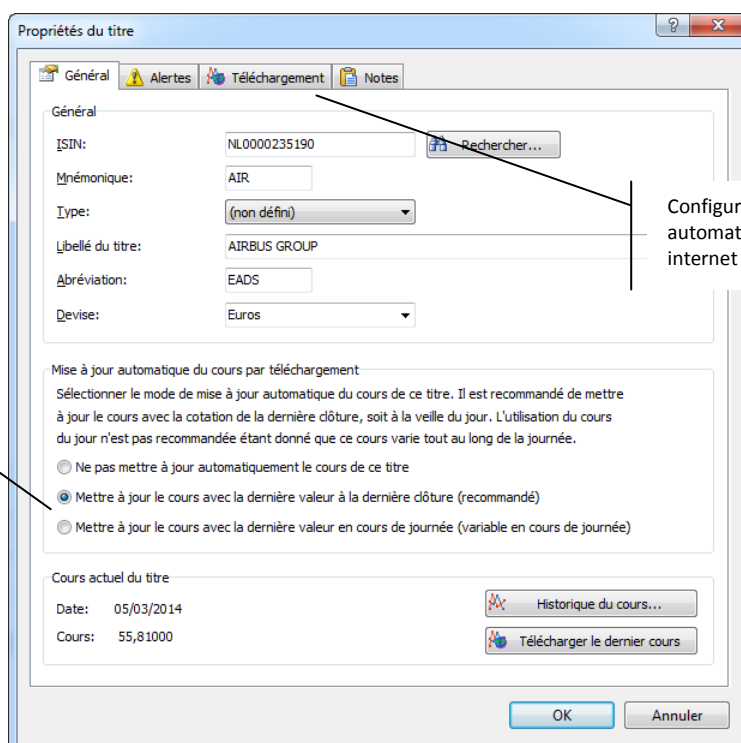 Propriétés du titre
Général
Alertes
Téléchargement
Notes
Général
ISIN:
NL0000235190
Rechercher...
Mnémonique:
AIR
Type:
(non défini)
Libellé du titre:
AIRBUS GROUP
Abréviation:
EADS
Devise:
Euros
Configur
automat
internet
Mise à jour automatique du cours par téléchargement
Sélectionner le mode de mise à jour automatique du cours de ce titre. Il est recommandé de mettre
à jour le cours avec la cotation de la dernière clôture, soit à la veille du jour. L'utilisation du cours
du jour n'est pas recommandée étant donné que ce cours varie tout au long de la journée.
Ne pas mettre à jour automatiquement le cours de ce titre
Mettre à jour le cours avec la dernière valeur à la dernière clôture (recommandé)
Mettre à jour le cours avec la dernière valeur en cours de journée (variable en cours de journée)
Cours actuel du titre
Date: 05/03/2014
Historique du cours...
Cours: 55,81000
Télécharger le dernier cours
OK
Annuler